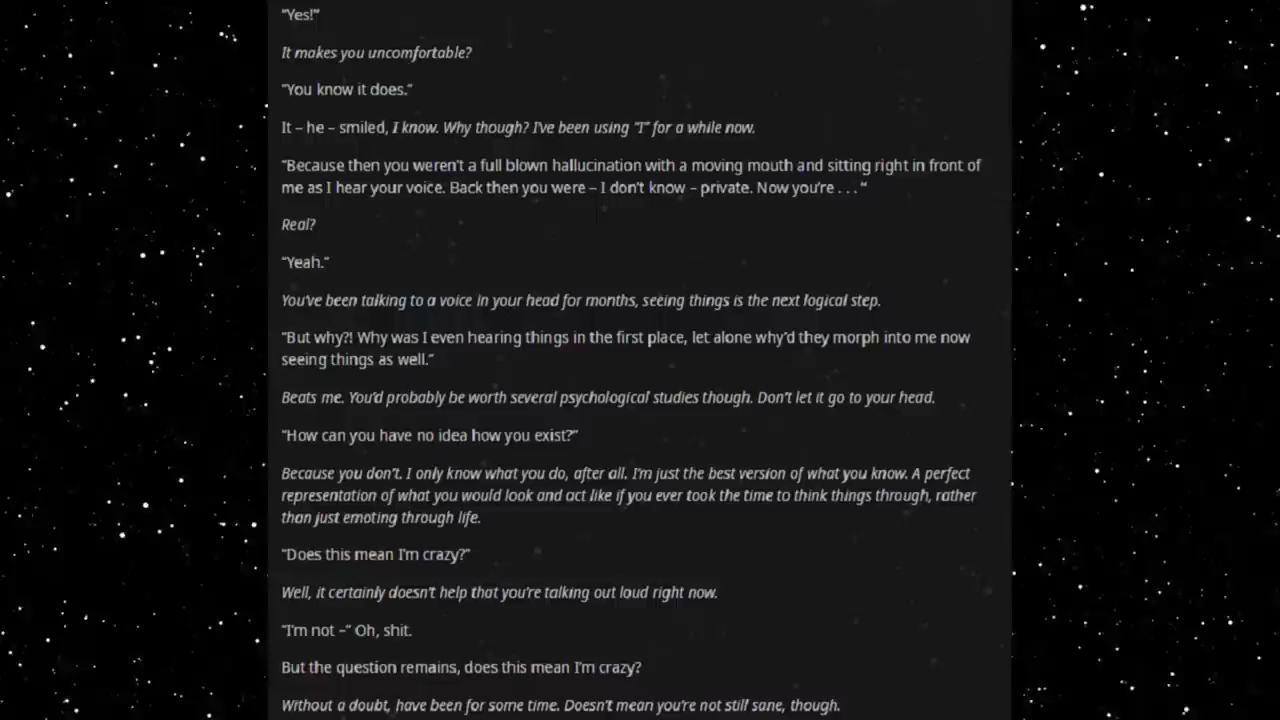 “Yes!”
It makes you uncomfortable?
“You know it does.”
It – he – smiled, I know. Why though? I’ve been using “I” for a while now.
“Because then you weren’t a full blown hallucination with a moving mouth and sitting right in front of
me as I hear your voice. Back then you were – I don’t know – private. Now you’re . . . “
Real?
“Yeah.”
You’ve been talking to a voice in your head for months, seeing things is the next logical step.
“But why?! Why was I even hearing things in the first place, let alone why’d they morph into me now
seeing things as well.”
Beats me. You’d probably be worth several psychological studies though. Don’t let it go to your head.
“How can you have no idea how you exist?”
Because you don’t. I only know what you do, after all. I’m just the best version of what you know. A perfect
representation of what you would look and act like if you ever took the time to think things through, rather
than just emoting through life.
“Does this mean I’m crazy?”
Well, it certainly doesn’t help that you’re talking out loud right now.
“I’m not –” Oh, shit.
But the question remains, does this mean I’m crazy?
Without a doubt, have been for some time. Doesn’t mean you’re not still sane, though.